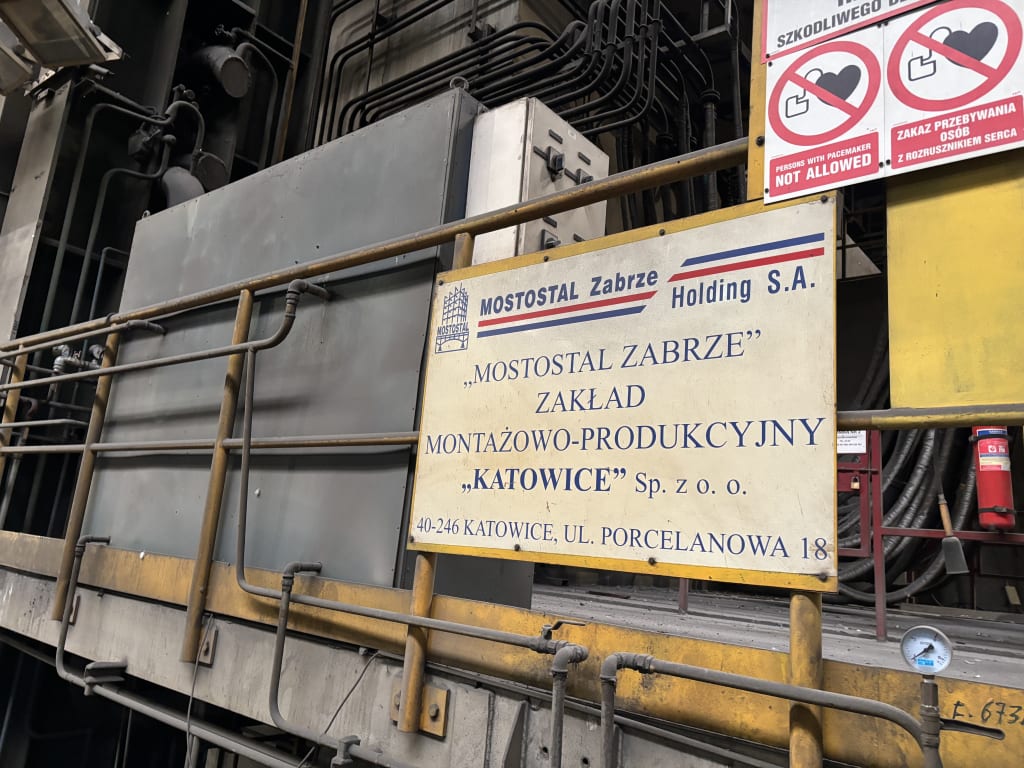 SZKODLIWEGO
PERSONS WITH PACEMAKER
NOT ALLOWED
ZAKAZ PRZEBYWANIA
OSÓB
Z ROZRUSZNIKIEM SERCA
MOSTOSTAL
MOSTOSTAL Zabrze
Holding S.A.
„MOSTOSTAL ZABRZE”
ZAKŁAD
MONTAŻOWO-PRODUKCYJNY
„KATOWICE” Sp. z o. o.
40-246 KATOWICE, UL. PORCELANOWA 18